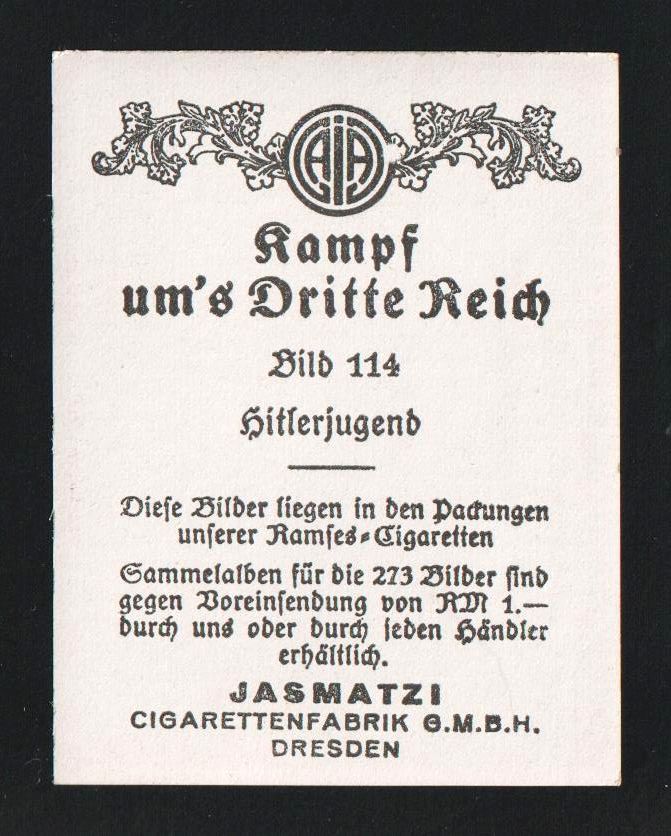 Kampf
um's Dritte Reich
Bild 114
Hitlerjugend
Diese Bilder liegen in den Packungen
unserer Ramses-Cigaretten
Sammelalben für die 273 Bilder sind
gegen Voreinsendung von RM 1.—
durch uns oder durch jeden Händler
erhältlich.
JASMATZI
CIGARETTENFABRIK G.M.B.H.
DRESDEN